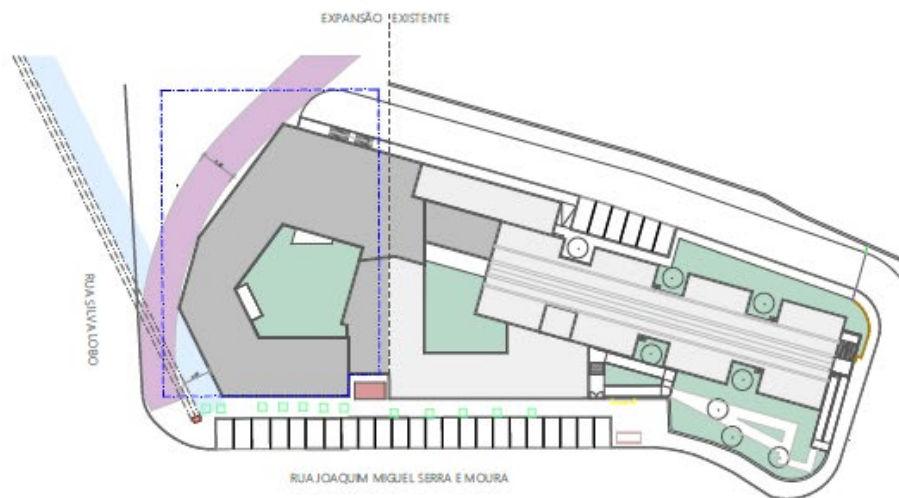 EXPANSÃO EXISTENTE
RUA SILVA LOBO
RUA JOAQUIM MIGUEL SERRA E MOURA